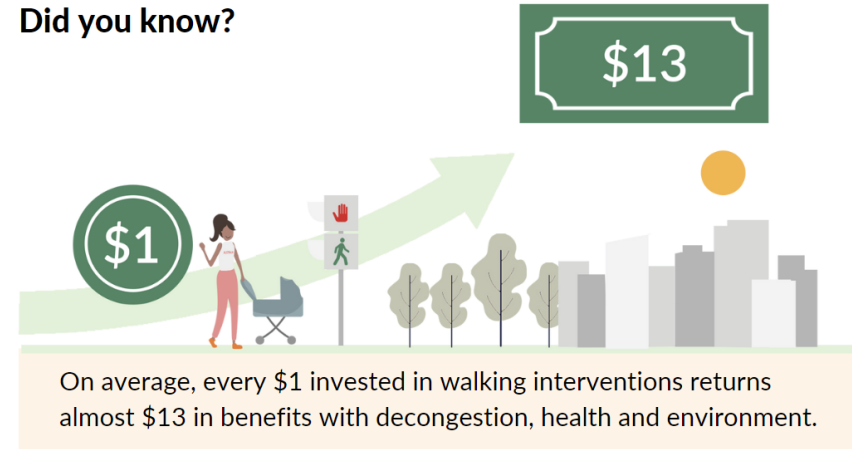 Did you know?
$13
$1
On average, every $1 invested in walking interventions returns
almost $13 in benefits with decongestion, health and environment.